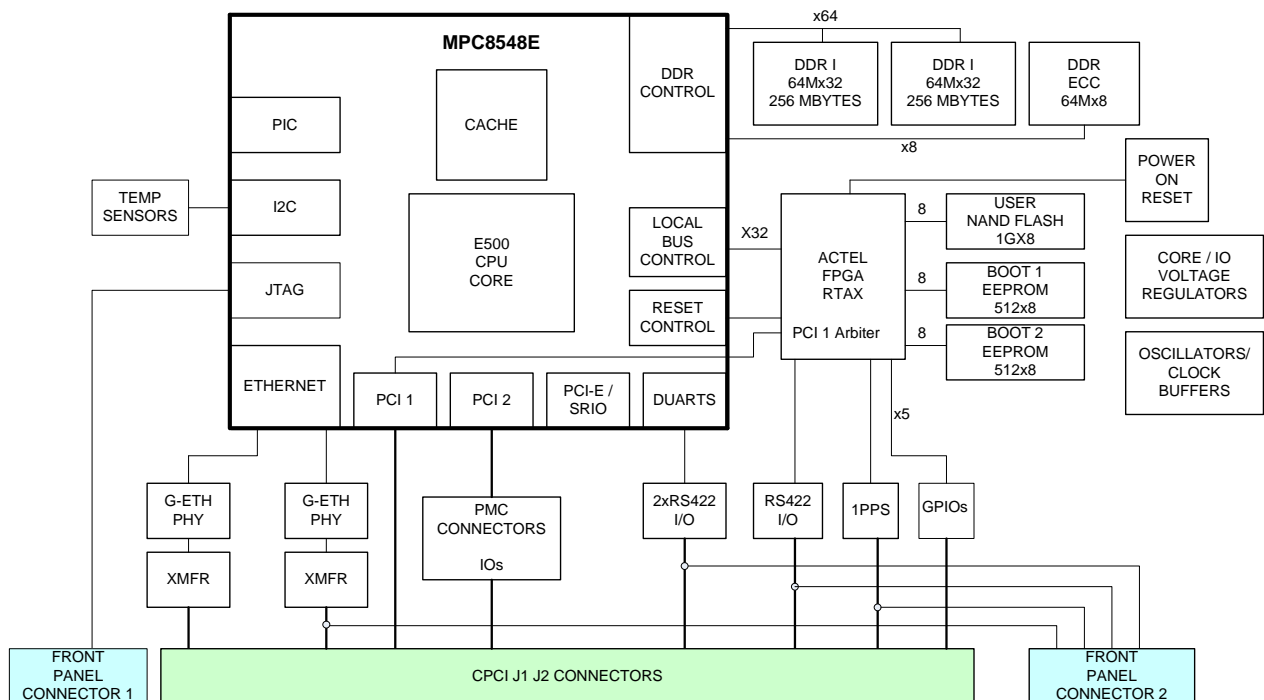 x64
MPC8548E
DDR
CONTROL
DDR I
64Mx32
256 MBYTES
DDR I
64Mx32
256 MBYTES
DDR
ECC
64Mx8
PIC
CACHE
x8
POWER
ON
RESET
TEMP
SENSORS
I2C
E500
CPU
CORE
LOCAL
BUS
CONTROL
X32
ACTEL
FPGA
RTAX
PCI 1 Arbiter
8
USER
NAND FLASH
1GX8
JTAG
RESET
CONTROL
8
BOOT 1
EEPROM
512x8
CORE / IO
VOLTAGE
REGULATORS
8
BOOT 2
EEPROM
512x8
OSCILLATORS/
CLOCK
BUFFERS
ETHERNET
PCI 1
PCI 2
PCI-E /
SRIO
DUARTS
x5
G-ETH
PHY
G-ETH
PHY
PMC
CONNECTORS
IOs
2xRS422
I/O
RS422
I/O
1PPS
GPIOs
XMFR
XMFR
FRONT
PANEL
CONNECTOR 1
CPCI J1 J2 CONNECTORS
FRONT
PANEL
CONNECTOR 2